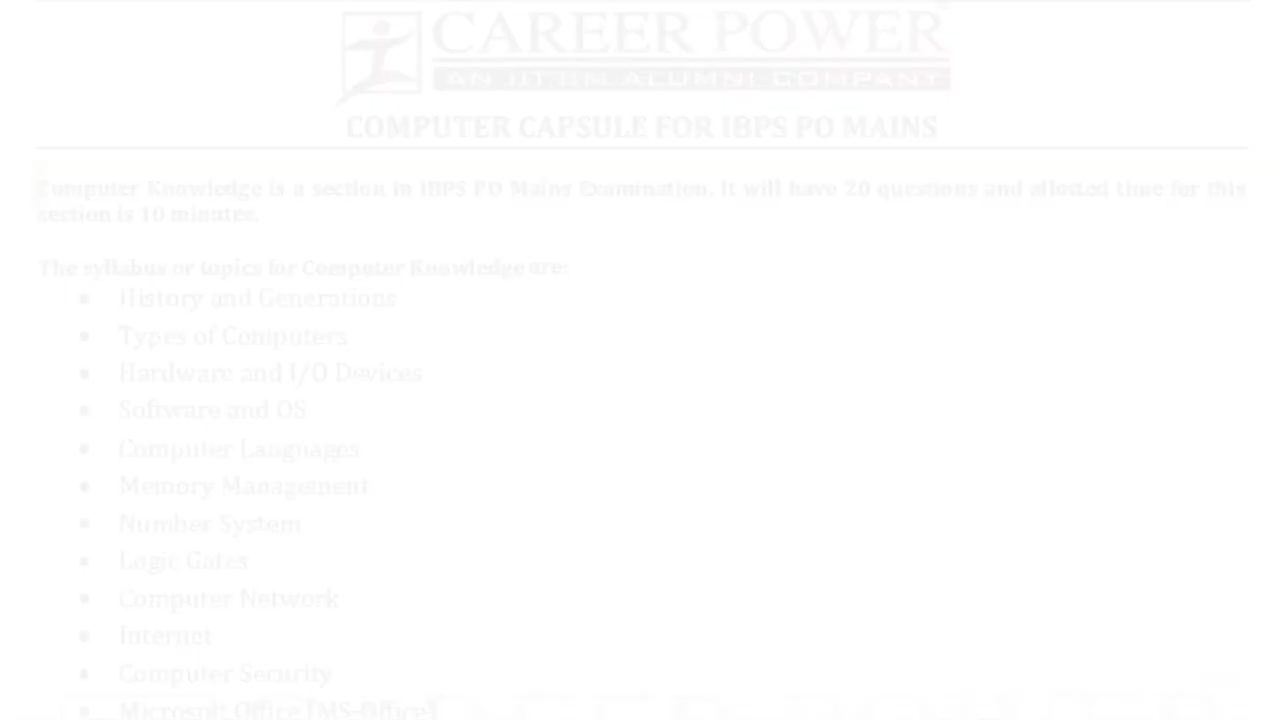 CAREER POWER
AN IIT/IIM ALUMNI COMPANY
COMPUTER CAPSULE FOR IBPS PO MAINS
Computer Knowledge is a section in IBPS PO Mains Examination. It will have 20 questions and allotted time for this
section is 10 minutes.
The syllabus or topics for Computer Knowledge are-
• History and Generations
• Types of Computers
• Hardware and I/O Devices
• Software and OS
• Computer Languages
• Memory Management
• Number System
• Logic Gates
• Computer Network
• Internet
• Computer Security
• Microsoft Office [MS-Office]